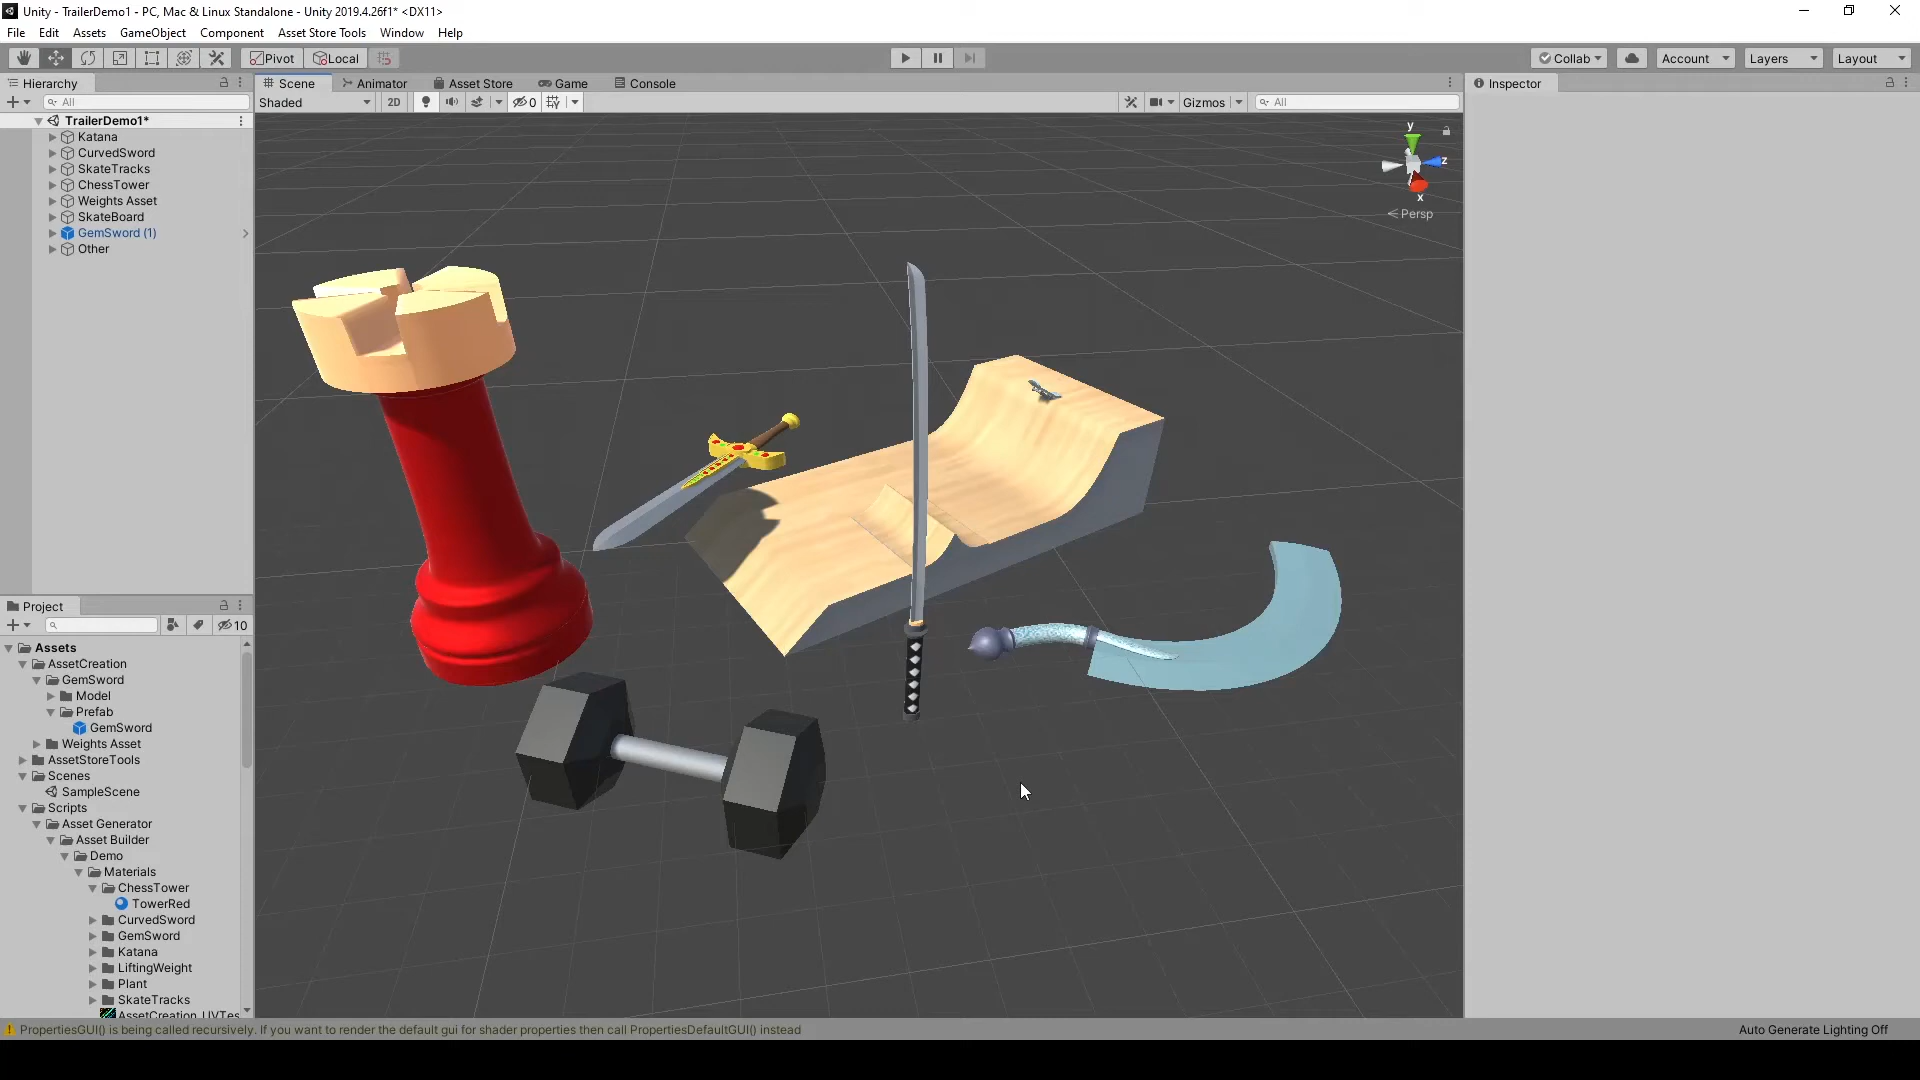 Unity - TrailerDemo1 - PC, Mac & Linux Standalone - Unity 2019.4.26f1* <DX11>
File Edit Assets GameObject Component Asset Store Tools Window Help
Pivot Local Collab Account Layers Layout
Hierarchy Scene Animator Asset Store Game Console Inspector
All Shaded 2D 0 Gizmos All
TrailerDemo1*
Katana
CurvedSword
SkateTracks
ChessTower
Weights Asset
SkateBoard
GemSword (1)
Other
y
z
x
Persp
Project
10
Assets
AssetCreation
GemSword
Model
Prefab
GemSword
Weights Asset
AssetStoreTools
Scenes
SampleScene
Scripts
Asset Generator
Asset Builder
Demo
Materials
ChessTower
TowerRed
CurvedSword
GemSword
Katana
LiftingWeight
Plant
SkateTracks
AssetCreation_UVTes
PropertiesGUI() is being called recursively. If you want to render the default gui for shader properties then call PropertiesDefaultGUI() instead
Auto Generate Lighting Off